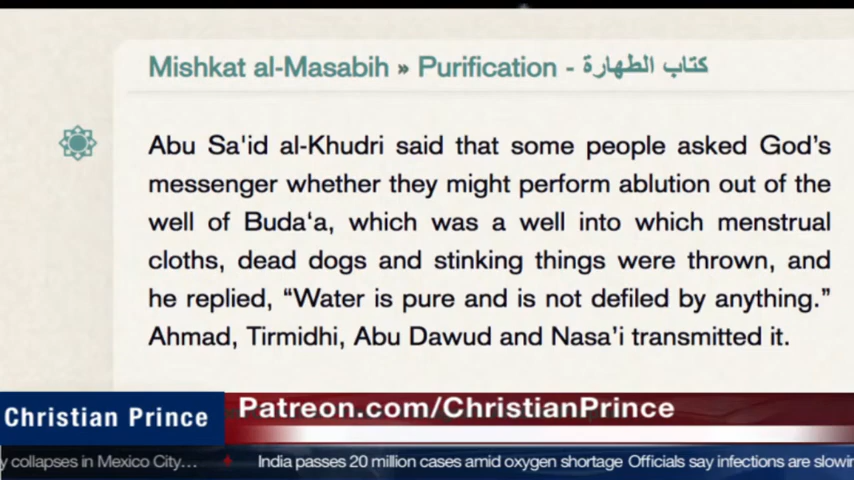 Mishkat al-Masabih » Purification - كتاب الطهارة
Abu Sa'id al-Khudri said that some people asked God's
messenger whether they might perform ablution out of the
well of Buda‘a, which was a well into which menstrual
cloths, dead dogs and stinking things were thrown, and
he replied, “Water is pure and is not defiled by anything.”
Ahmad, Tirmidhi, Abu Dawud and Nasa'i transmitted it.
Christian Prince
Patreon.com/ChristianPrince
y collapses in Mexico City... India passes 20 million cases amid oxygen shortage Officials say infections are slowin